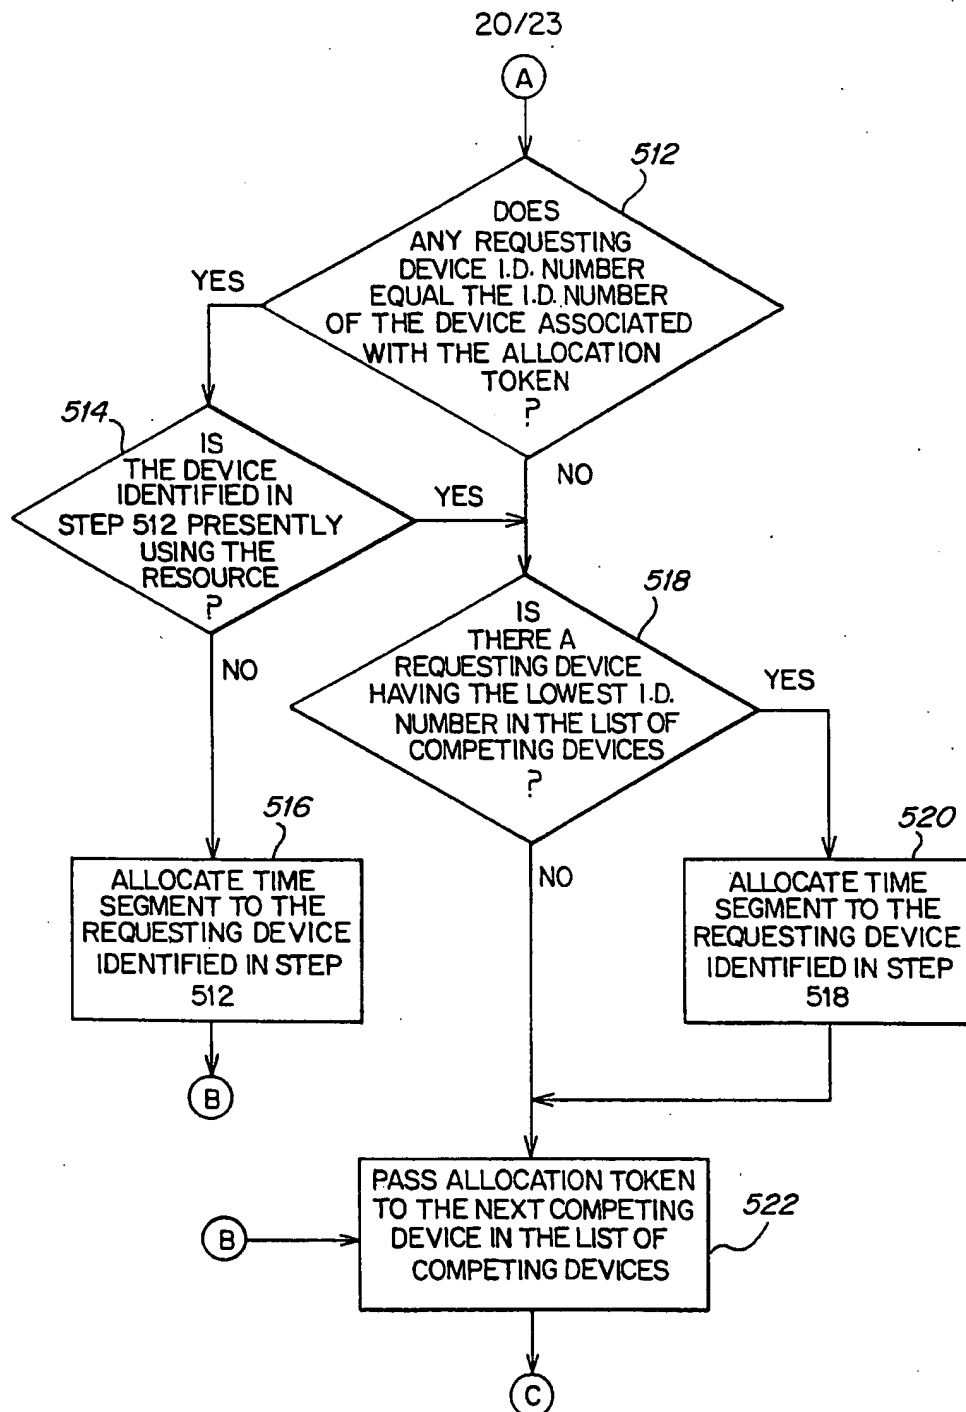 20/23
A
512
DOES
ANY REQUESTING
DEVICE I.D. NUMBER
EQUAL THE I.D. NUMBER
OF THE DEVICE ASSOCIATED
WITH THE ALLOCATION
TOKEN
?
YES
NO
514
IS
THE DEVICE
IDENTIFIED IN
STEP 512 PRESENTLY
USING THE
RESOURCE
?
YES
NO
518
IS
THERE A
REQUESTING DEVICE
HAVING THE LOWEST I.D.
NUMBER IN THE LIST OF
COMPETING DEVICES
?
YES
NO
516
ALLOCATE TIME
SEGMENT TO THE
REQUESTING DEVICE
IDENTIFIED IN STEP
512
B
520
ALLOCATE TIME
SEGMENT TO THE
REQUESTING DEVICE
IDENTIFIED IN STEP
518
B
PASS ALLOCATION TOKEN
TO THE NEXT COMPETING
DEVICE IN THE LIST OF
COMPETING DEVICES
522
C